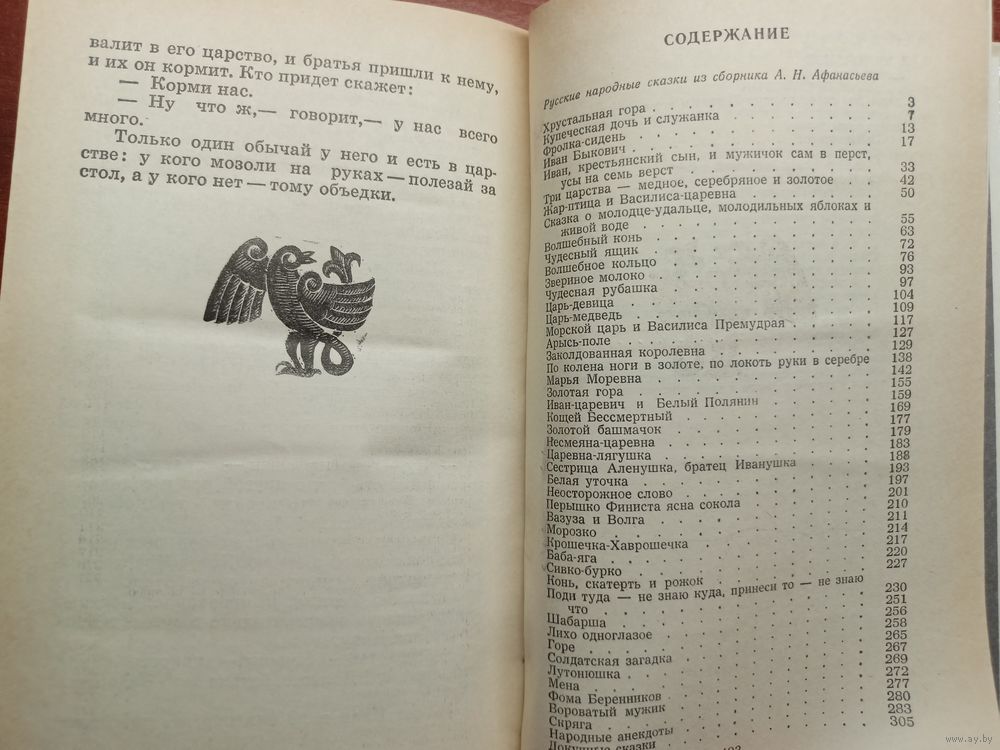 валит в его царство, и братья пришли к нему,
и их он кормит. Кто придет скажет:
— Корми нас.
— Ну что ж,— говорит,— у нас всего
много.
Только один обычай у него и есть в цар-
стве: у кого мозоли на руках — полезай за
стол, а у кого нет — тому объедки.
СОДЕРЖАНИЕ
Русские народные сказки из сборника А. Н. Афанасьева
Хрустальная гора . . . . . . . . 3
Купеческая дочь и служанка . . . . . . 7
Фролка-сидень . . . . . . . . . 13
Иван Быкович . . . . . . . . . 17
Иван, крестьянский сын, и мужичок сам в перст,
усы на семь верст . . . . . . . 33
Три царства — медное, серебряное и золотое . . 42
Жар-птица и Василиса-царевна . . . . . 50
Сказка о молодце-удальце, молодильных яблоках и
живой воде . . . . . . . . . 55
Волшебный конь . . . . . . . . 63
Чудесный ящик . . . . . . . . . 72
Волшебное кольцо . . . . . . . . 76
Звериное молоко . . . . . . . . 93
Чудесная рубашка . . . . . . . . 97
Царь-девица . . . . . . . . . 104
Царь-медведь . . . . . . . . . 109
Морской царь и Василиса Премудрая . . . . 117
Арысь-поле . . . . . . . . . 127
Заколдованная королевна . . . . . . 129
По колена ноги в золоте, по локоть руки в серебре 138
Марья Моревна . . . . . . . . 142
Золотая гора . . . . . . . . . 155
Иван-царевич и Белый Полянин . . . . . 159
Кощей Бессмертный . . . . . . . 169
Золотой башмачок . . . . . . . . 177
Несмеяна-царевна . . . . . . . . 179
Царевна-лягушка . . . . . . . . 183
Сестрица Аленушка, братец Иванушка . . . . 188
Белая уточка . . . . . . . . . 193
Неосторожное слово . . . . . . . 197
Перышко Финиста ясна сокола . . . . . 201
Вазуза и Волга . . . . . . . . 210
Морозко . . . . . . . . . . 211
Крошечка-Хаврошечка . . . . . . . 214
Баба-яга . . . . . . . . . . 217
Сивко-бурко . . . . . . . . . 220
Конь, скатерть и рожок . . . . . . 227
Поди туда — не знаю куда, принеси то — не знаю
что . . . . . . . . . . . 230
Шабарша . . . . . . . . . . 251
Лихо одноглазое . . . . . . . . 256
Горе . . . . . . . . . . . 258
Солдатская загадка . . . . . . . 265
Лутонюшка . . . . . . . . . 267
Мена . . . . . . . . . . . 269
Фома Беренников . . . . . . . . 272
Вороватый мужик . . . . . . . . 277
Скряга . . . . . . . . . . 280
Народные анекдоты . . . . . . . 283
Докучные сказки . . . . . . . . 305
www.ay.by